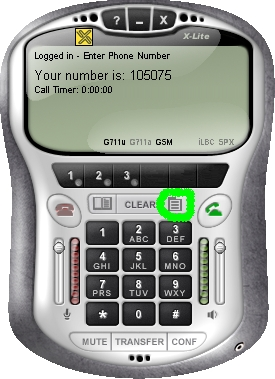 ? – X
X-Lite
Logged in - Enter Phone Number
Your number is: 105075
Call Timer: 0:00:00
G711u G711a GSM iLBC SPX
1 2 3
CLEAR
1 2 ABC 3 DEF
4 GHI 5 JKL 6 MNO
7 PRS 8 TUV 9 WXY
* 0 #
MUTE TRANSFER CONF